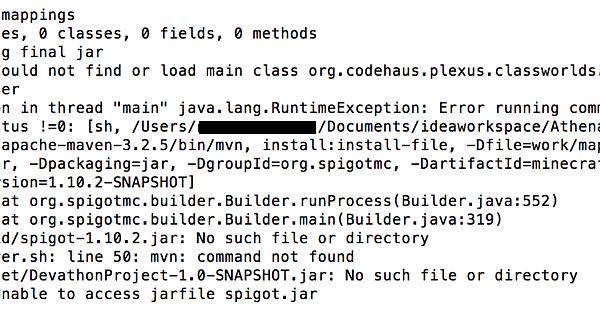 mappings
es, 0 classes, 0 fields, 0 methods
g final jar
ould not find or load main class org.codehaus.plexus.classworlds.
er
n in thread "main" java.lang.RuntimeException: Error running comm
tus !=0: [sh, /Users/ /Documents/ideaworkspace/Athena
apache-maven-3.2.5/bin/mvn, install:install-file, -Dfile=work/map
r, -Dpackaging=jar, -DgroupId=org.spigotmc, -DartifactId=minecraf
rsion=1.10.2-SNAPSHOT]
at org.spigotmc.builder.Builder.runProcess(Builder.java:552)
at org.spigotmc.builder.Builder.main(Builder.java:319)
d/spigot-1.10.2.jar: No such file or directory
er.sh: line 50: mvn: command not found
et/DevathonProject-1.0-SNAPSHOT.jar: No such file or directory
nable to access jarfile spigot.jar